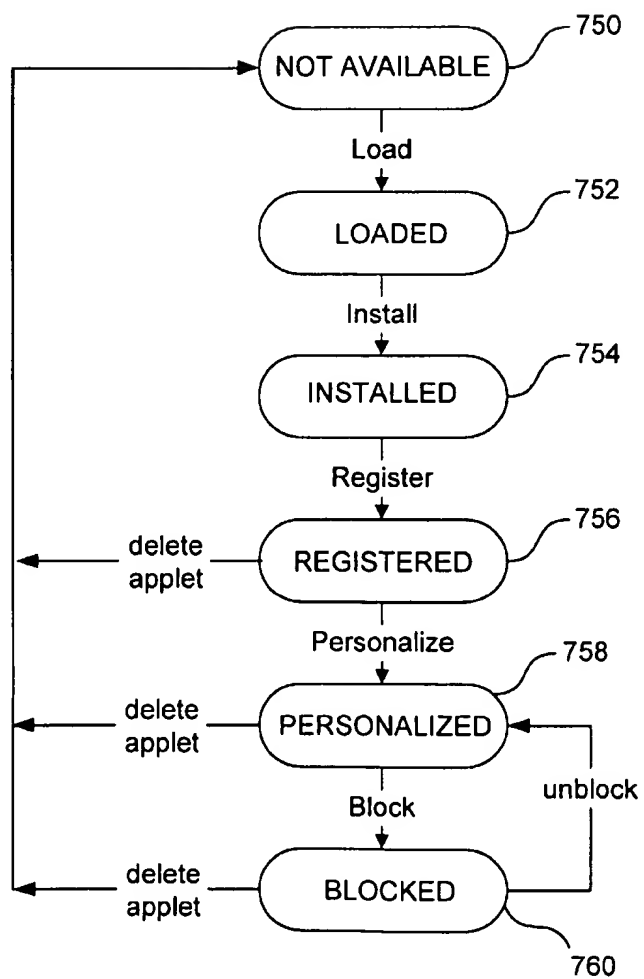 750
NOT AVAILABLE
Load
752
LOADED
Install
754
INSTALLED
Register
756
delete
applet
REGISTERED
Personalize
758
delete
applet
PERSONALIZED
Block
unblock
delete
applet
BLOCKED
760